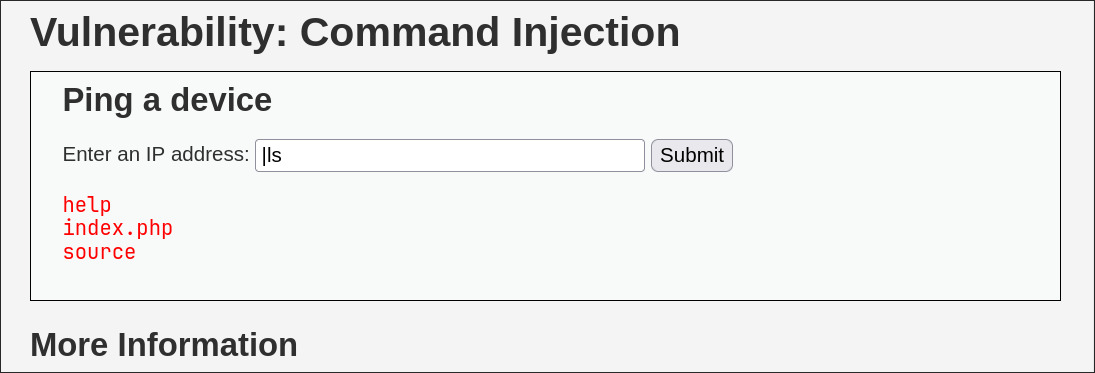 Vulnerability: Command Injection
Ping a device
Enter an IP address: |ls Submit
help
index.php
source
More Information